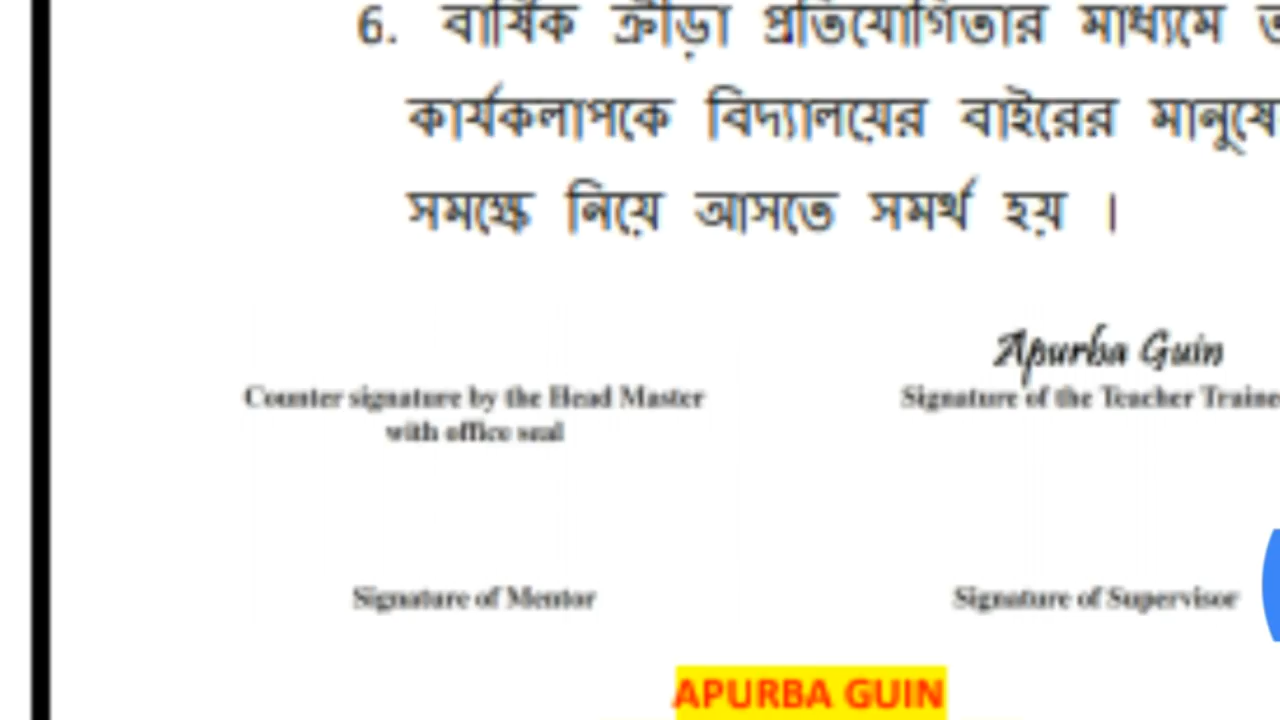 6. বার্ষিক ক্রীড়া প্রতিযোগিতার মাধ্যমে
কার্যকলাপকে বিদ্যালয়ের বাইরের মানুষের
সমক্ষে নিয়ে আসতে সমর্থ হয় ।
Apurba Guin
Counter signature by the Head Master
with office seal
Signature of the Teacher Traine
Signature of Mentor
Signature of Supervisor
APURBA GUIN